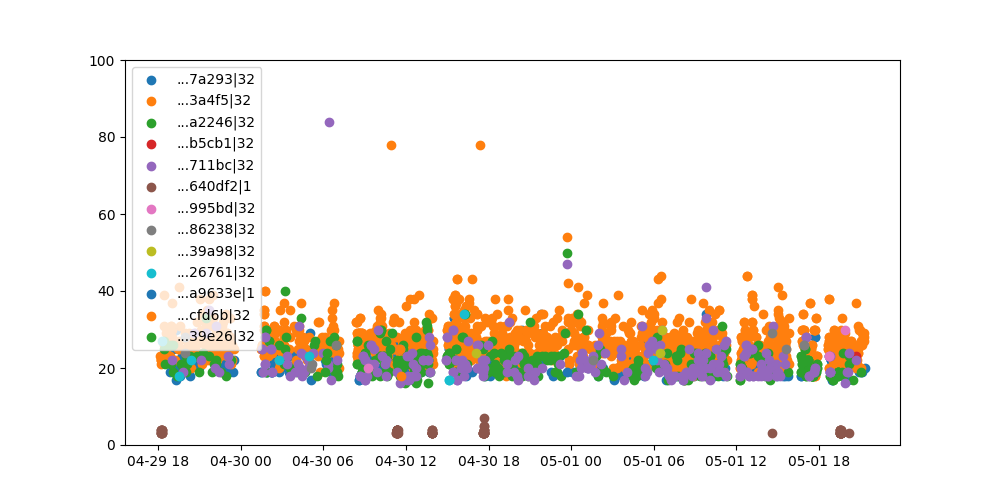 100
80
60
40
20
0
...7a293|32
...3a4f5|32
...a2246|32
...b5cb1|32
...711bc|32
...640df2|1
...995bd|32
...86238|32
...39a98|32
...26761|32
...a9633e|1
...cfd6b|32
...39e26|32
04-29 18
04-30 00
04-30 06
04-30 12
04-30 18
05-01 00
05-01 06
05-01 12
05-01 18